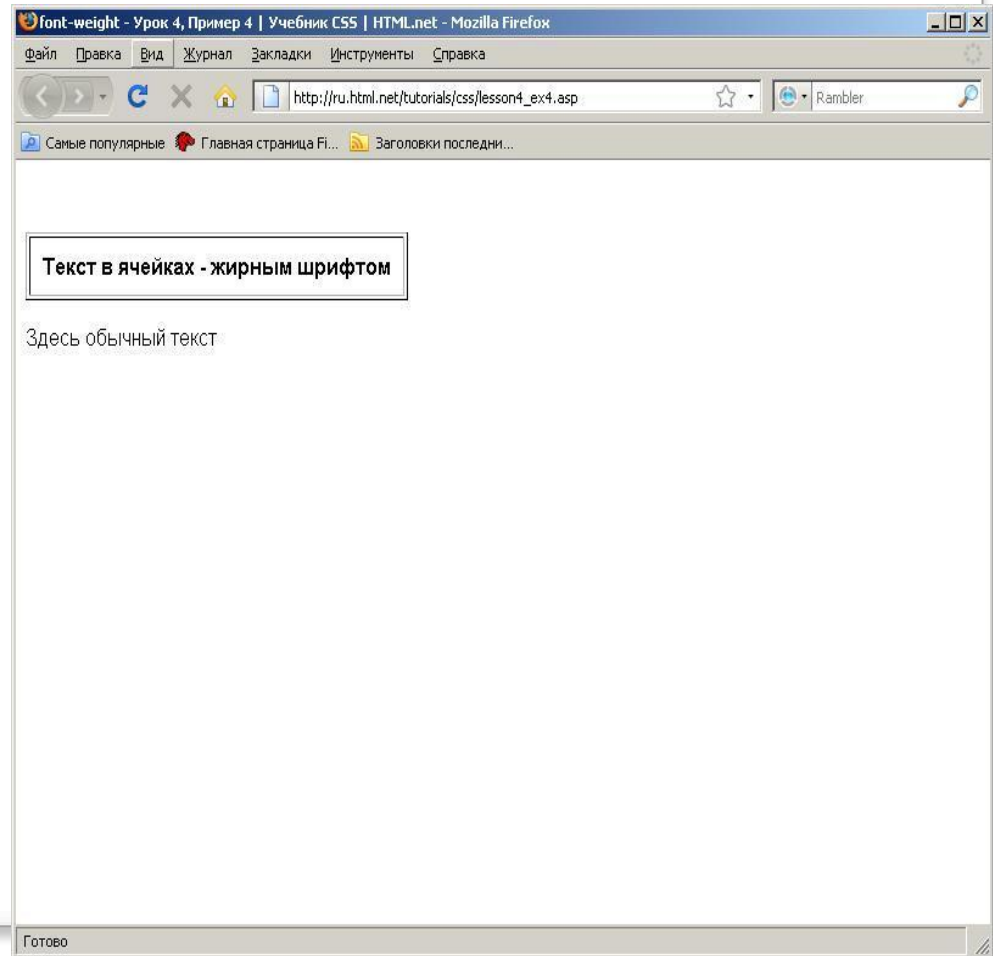 font-weight - Урок 4, Пример 4 | Учебник CSS | HTML.net - Mozilla Firefox
Файл Правка Вид Журнал Закладки Инструменты Справка
http://ru.html.net/tutorials/css/lesson4_ex4.asp Rambler
Самые популярные Главная страница Fi... Заголовки последни...
Текст в ячейках - жирным шрифтом
Здесь обычный текст
Готово